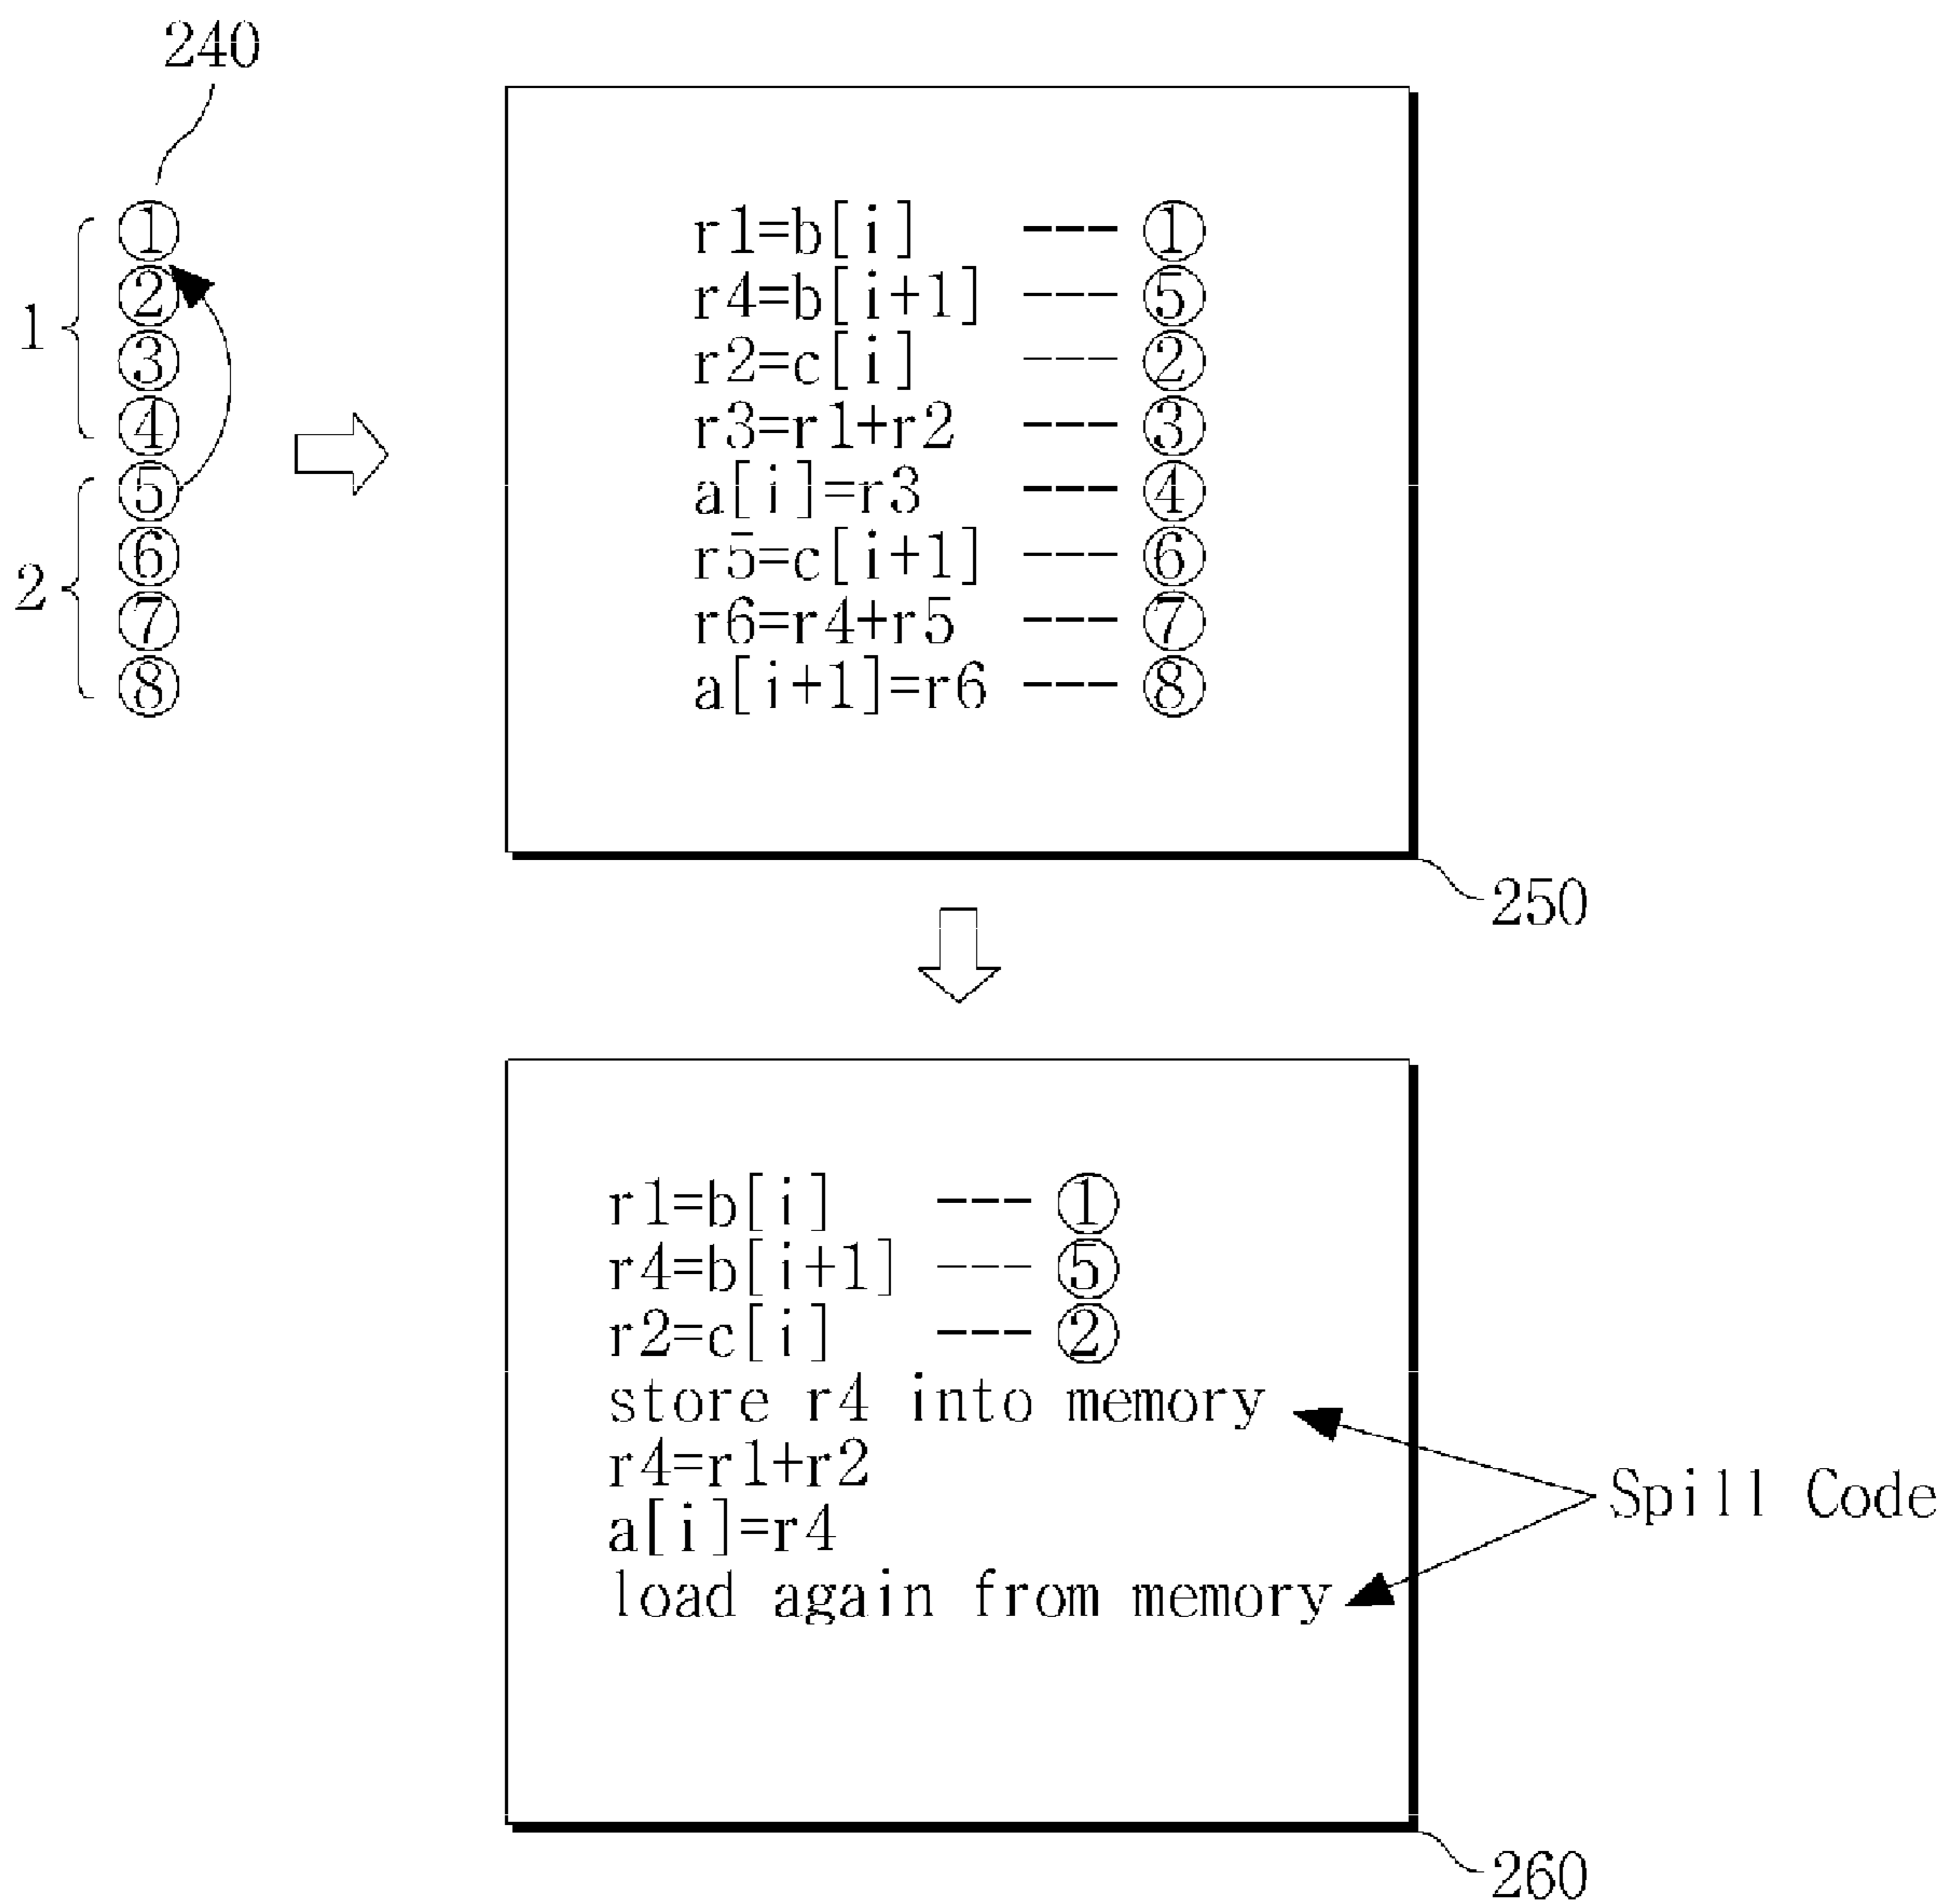 240
①
②
③
④
⑤
⑥
⑦
⑧
1
2
r1=b[i] --- ①
r4=b[i+1] --- ⑤
r2=c[i] --- ②
r3=r1+r2 --- ③
a[i]=r3 --- ④
r5=c[i+1] --- ⑥
r6=r4+r5 --- ⑦
a[i+1]=r6 --- ⑧
250
r1=b[i] --- ①
r4=b[i+1] --- ⑤
r2=c[i] --- ②
store r4 into memory
r4=r1+r2
a[i]=r4
load again from memory
Spill Code
260